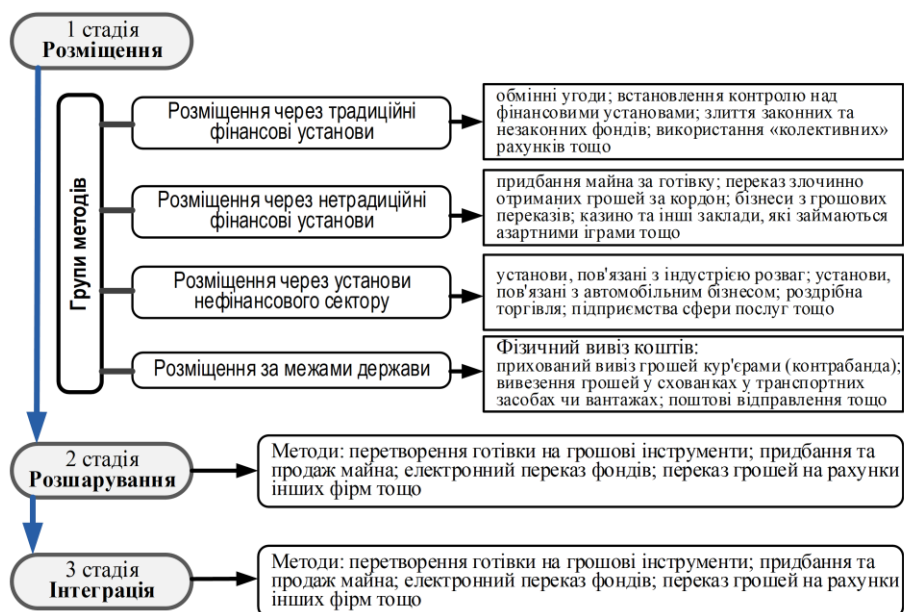 1 стадія
Розміщення
Групи методів
Розміщення через традиційні
фінансові установи
обмінні угоди; встановлення контролю над
фінансовими установами; злиття законних та
незаконних фондів; використання «колективних»
рахунків тощо
Розміщення через нетрадиційні
фінансові установи
придбання майна за готівку; переказ злочинно
отриманих грошей за кордон; бізнеси з грошових
переказів; казино та інші заклади, які займаються
азартними іграми тощо
Розміщення через установи
нефінансового сектору
установи, пов'язані з індустрією розваг; установи,
пов'язані з автомобільним бізнесом; роздрібна
торгівля; підприємства сфери послуг тощо
Розміщення за межами держави
Фізичний вивіз коштів:
прихований вивіз грошей кур'єрами (контрабанда);
вивезення грошей у схованках у транспортних
засобах чи вантажах; поштові відправлення тощо
2 стадія
Розшарування
Методи: перетворення готівки на грошові інструменти; придбання та
продаж майна; електронний переказ фондів; переказ грошей на рахунки
інших фірм тощо
3 стадія
Інтеграція
Методи: перетворення готівки на грошові інструменти; придбання та
продаж майна; електронний переказ фондів; переказ грошей на рахунки
інших фірм тощо